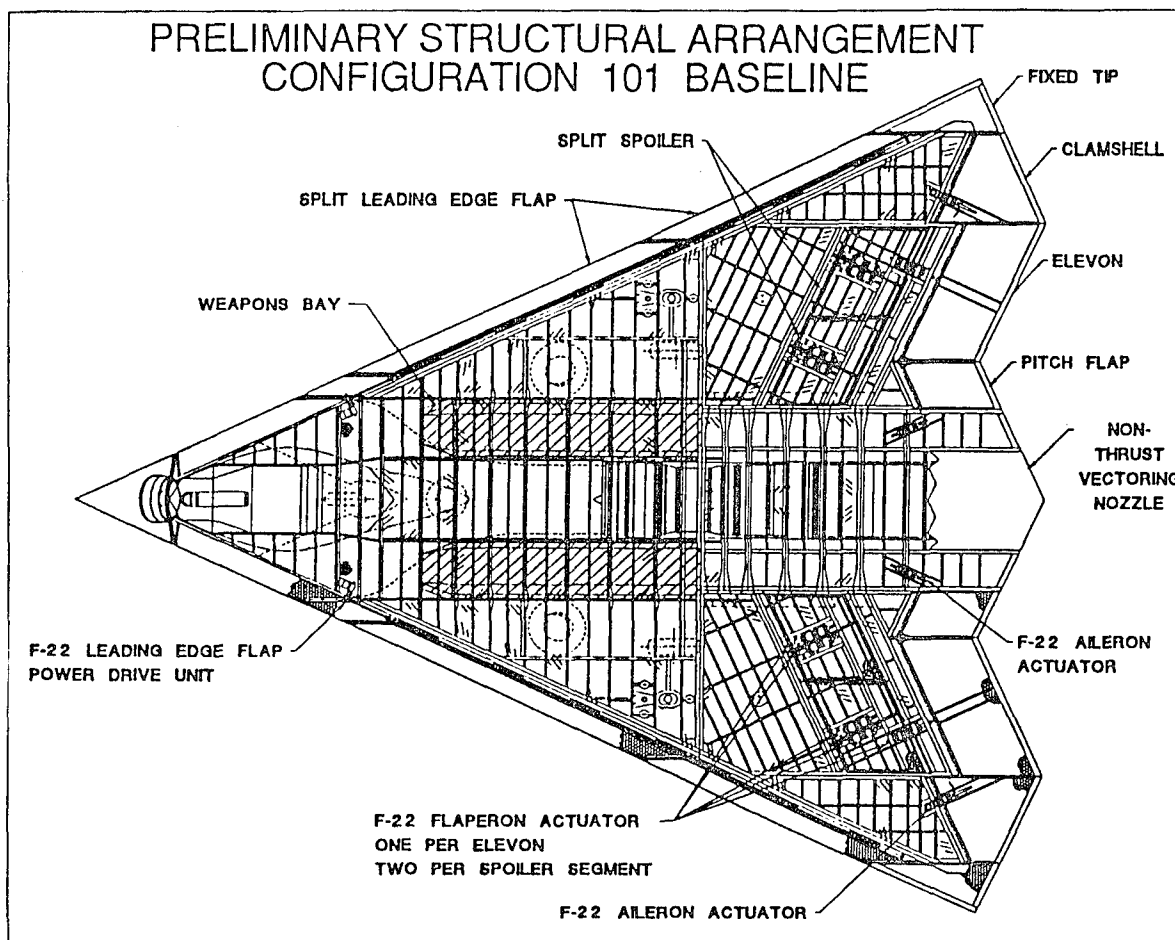 PRELIMINARY STRUCTURAL ARRANGEMENT
CONFIGURATION 101 BASELINE
FIXED TIP
SPLIT SPOILER
CLAMSHELL
SPLIT LEADING EDGE FLAP
ELEVON
WEAPONS BAY
PITCH FLAP
NON-
THRUST
VECTORING
NOZZLE
F-22 LEADING EDGE FLAP
POWER DRIVE UNIT
F-22 AILERON
ACTUATOR
F-22 FLAPERON ACTUATOR
ONE PER ELEVON
TWO PER SPOILER SEGMENT
F-22 AILERON ACTUATOR